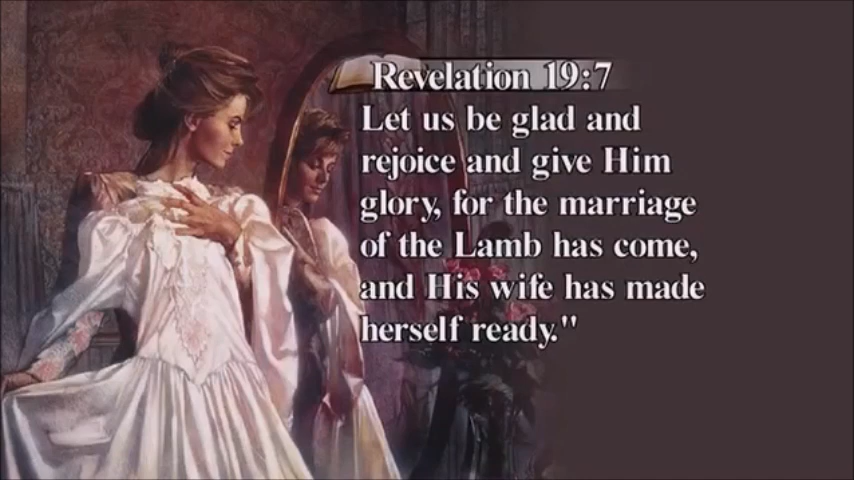 Revelation 19:7
Let us be glad and
rejoice and give Him
glory, for the marriage
of the Lamb has come,
and His wife has made
herself ready."